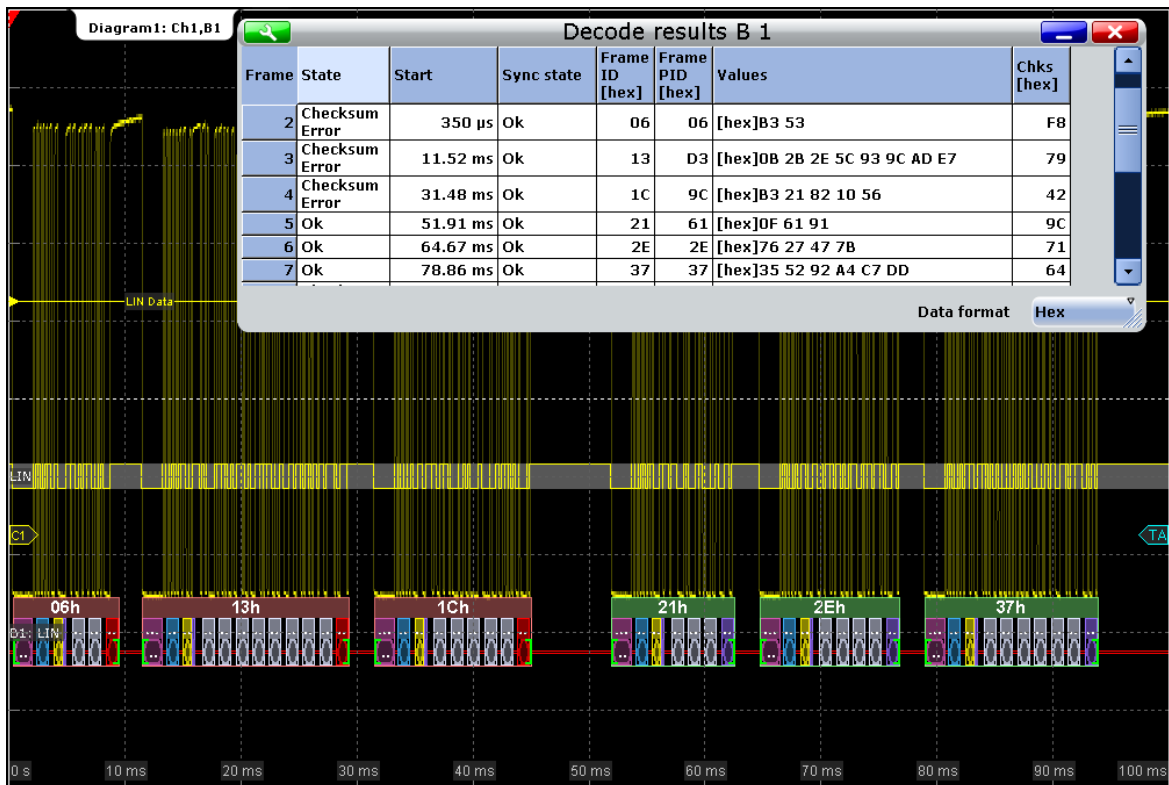 Diagram1: Ch1,B1
Decode results B 1
Frame State Start Sync state Frame ID [hex] Frame PID [hex] Values Chks [hex]
2 Checksum Error 350 µs Ok 06 06 [hex]B3 53 F8
3 Checksum Error 11.52 ms Ok 13 D3 [hex]0B 2B 2E 5C 93 9C AD E7 79
4 Checksum Error 31.48 ms Ok 1C 9C [hex]B3 21 82 10 56 42
5 Ok 51.91 ms Ok 21 61 [hex]0F 61 91 9C
6 Ok 64.67 ms Ok 2E 2E [hex]76 27 47 7B 71
7 Ok 78.86 ms Ok 37 37 [hex]35 52 92 A4 C7 DD 64
LIN Data
Data format Hex
LIN
C1
TA
06h 13h 1Ch 21h 2Eh 37h
B1: LIN
0 s 10 ms 20 ms 30 ms 40 ms 50 ms 60 ms 70 ms 80 ms 90 ms 100 ms